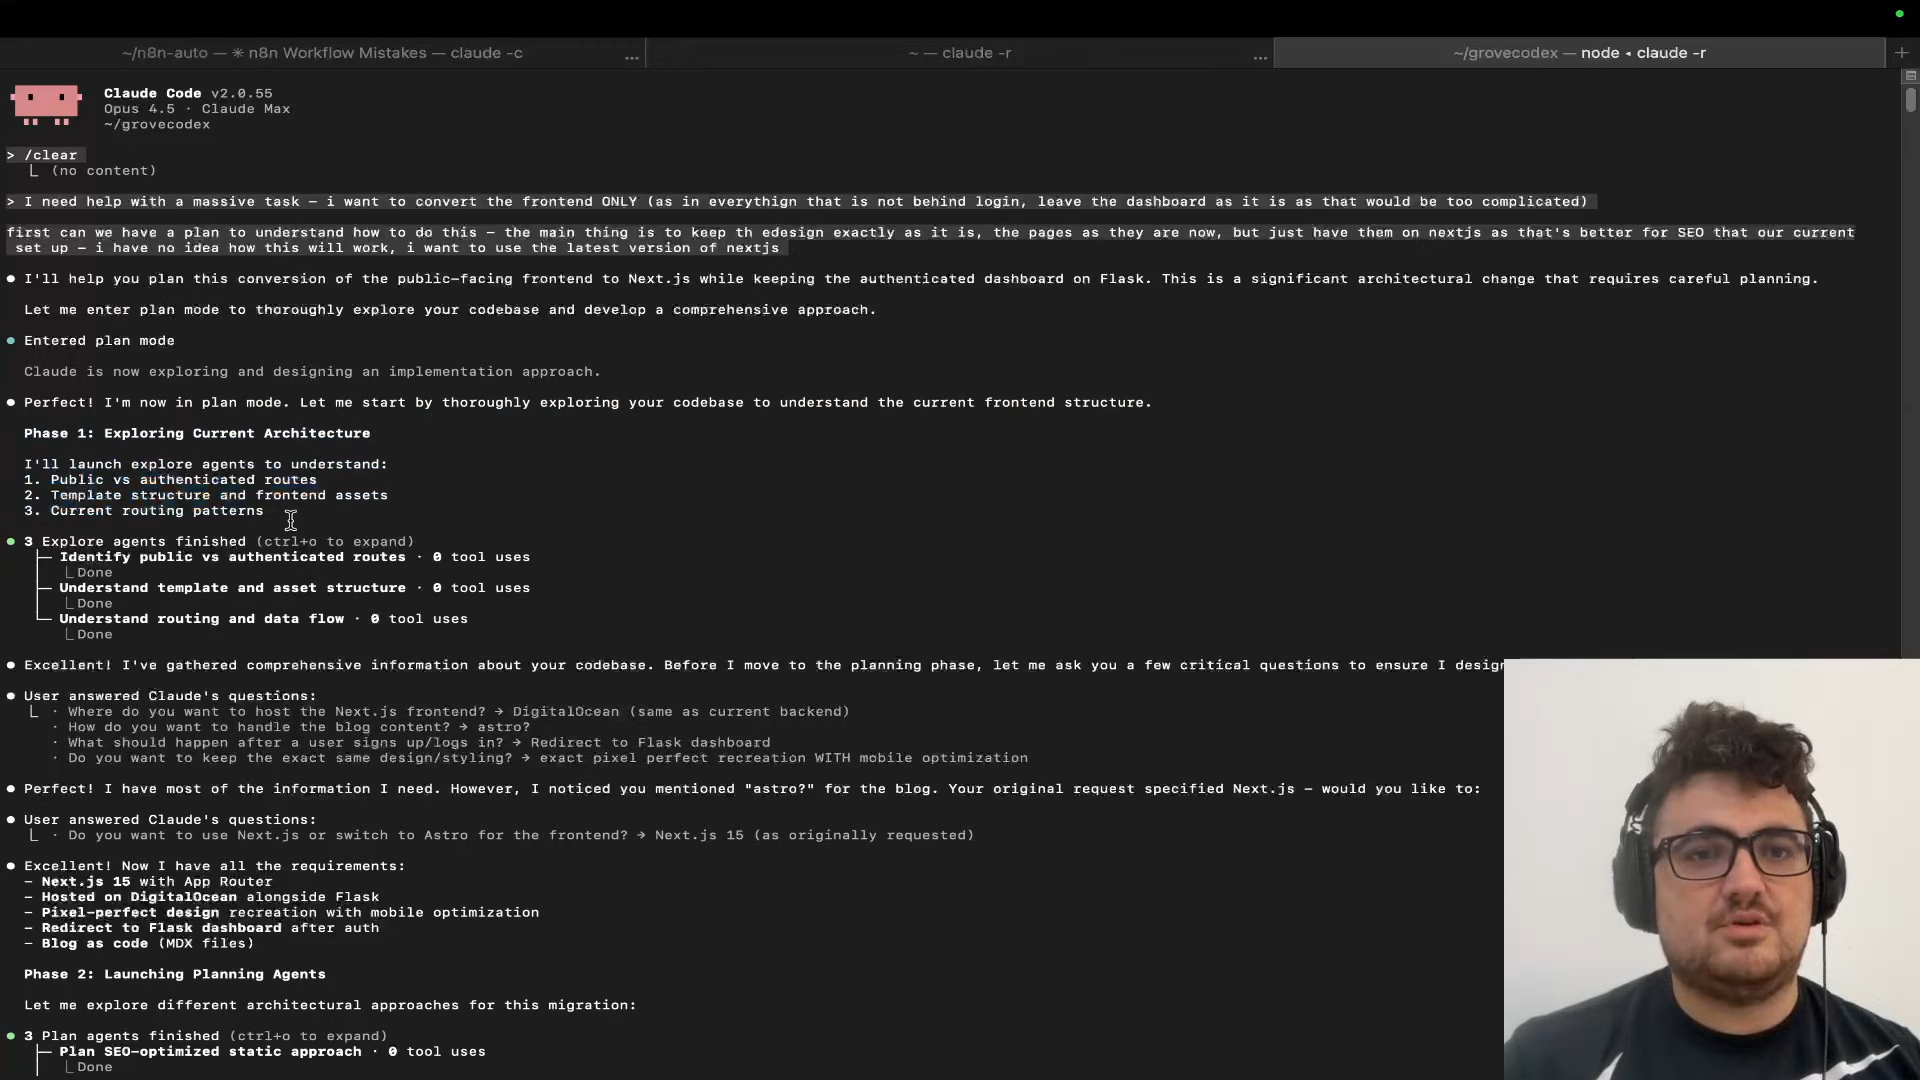 ~/n8n-auto — ✳ n8n Workflow Mistakes — claude -c ...
~ — claude -r ...
~/grovecodex — node ◂ claude -r +
Claude Code v2.0.55
Opus 4.5 · Claude Max
~/grovecodex
> /clear
⎿ (no content)
> I need help with a massive task – i want to convert the frontend ONLY (as in everythign that is not behind login, leave the dashboard as it is as that would be too complicated)
first can we have a plan to understand how to do this – the main thing is to keep th edesign exactly as it is, the pages as they are now, but just have them on nextjs as that's better for SEO that our current
set up – i have no idea how this will work, i want to use the latest version of nextjs
● I'll help you plan this conversion of the public-facing frontend to Next.js while keeping the authenticated dashboard on Flask. This is a significant architectural change that requires careful planning.
Let me enter plan mode to thoroughly explore your codebase and develop a comprehensive approach.
● Entered plan mode
Claude is now exploring and designing an implementation approach.
● Perfect! I'm now in plan mode. Let me start by thoroughly exploring your codebase to understand the current frontend structure.
Phase 1: Exploring Current Architecture
I'll launch explore agents to understand:
1. Public vs authenticated routes
2. Template structure and frontend assets
3. Current routing patterns
● 3 Explore agents finished (ctrl+o to expand)
├─ Identify public vs authenticated routes · 0 tool uses
⎿ Done
├─ Understand template and asset structure · 0 tool uses
⎿ Done
└─ Understand routing and data flow · 0 tool uses
⎿ Done
● Excellent! I've gathered comprehensive information about your codebase. Before I move to the planning phase, let me ask you a few critical questions to ensure I design
● User answered Claude's questions:
⎿ · Where do you want to host the Next.js frontend? → DigitalOcean (same as current backend)
· How do you want to handle the blog content? → astro?
· What should happen after a user signs up/logs in? → Redirect to Flask dashboard
· Do you want to keep the exact same design/styling? → exact pixel perfect recreation WITH mobile optimization
● Perfect! I have most of the information I need. However, I noticed you mentioned "astro?" for the blog. Your original request specified Next.js – would you like to:
● User answered Claude's questions:
⎿ · Do you want to use Next.js or switch to Astro for the frontend? → Next.js 15 (as originally requested)
● Excellent! Now I have all the requirements:
– Next.js 15 with App Router
– Hosted on DigitalOcean alongside Flask
– Pixel-perfect design recreation with mobile optimization
– Redirect to Flask dashboard after auth
– Blog as code (MDX files)
Phase 2: Launching Planning Agents
Let me explore different architectural approaches for this migration:
● 3 Plan agents finished (ctrl+o to expand)
├─ Plan SEO-optimized static approach · 0 tool uses
⎿ Done